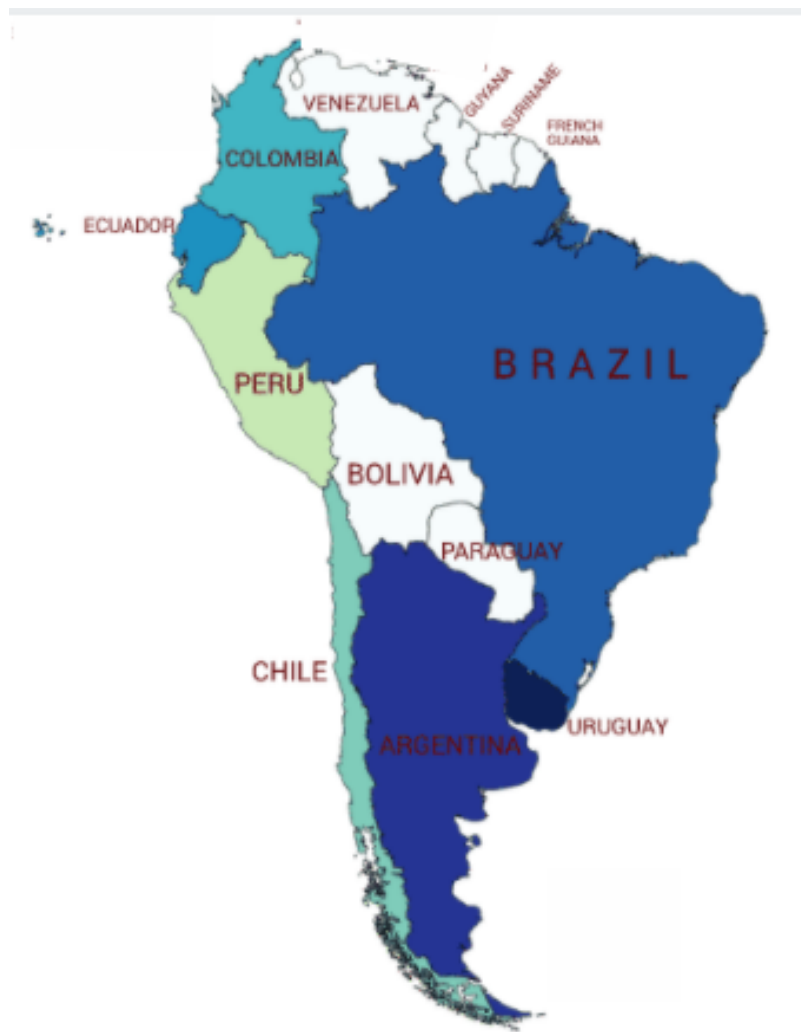 VENEZUELA
GUYANA
SURINAME
FRENCH
GUIANA
COLOMBIA
ECUADOR
BRAZIL
PERU
BOLIVIA
PARAGUAY
CHILE
URUGUAY
ARGENTINA